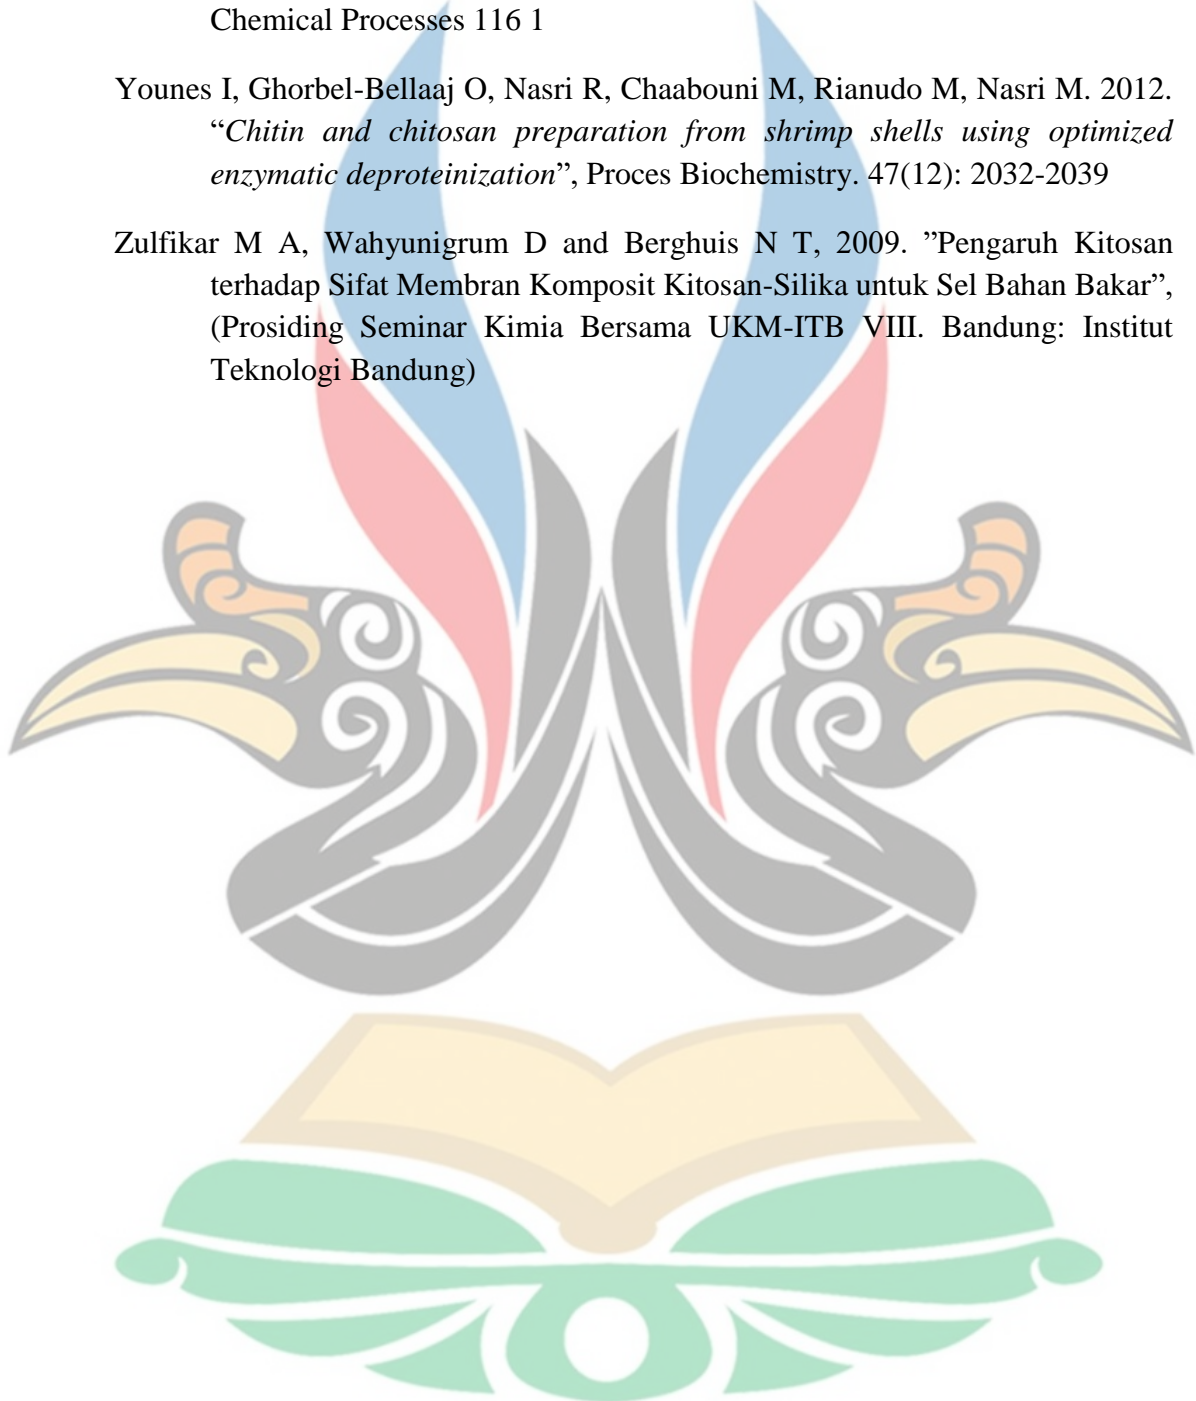 Chemical Processes 116 1
Younes I, Ghorbel-Bellaaj O, Nasri R, Chaabouni M, Rianudo M, Nasri M. 2012.
“Chitin and chitosan preparation from shrimp shells using optimized
enzymatic deproteinization”, Proces Biochemistry. 47(12): 2032-2039
Zulfikar M A, Wahyunigrum D and Berghuis N T, 2009. ”Pengaruh Kitosan
terhadap Sifat Membran Komposit Kitosan-Silika untuk Sel Bahan Bakar”,
(Prosiding Seminar Kimia Bersama UKM-ITB VIII. Bandung: Institut
Teknologi Bandung)